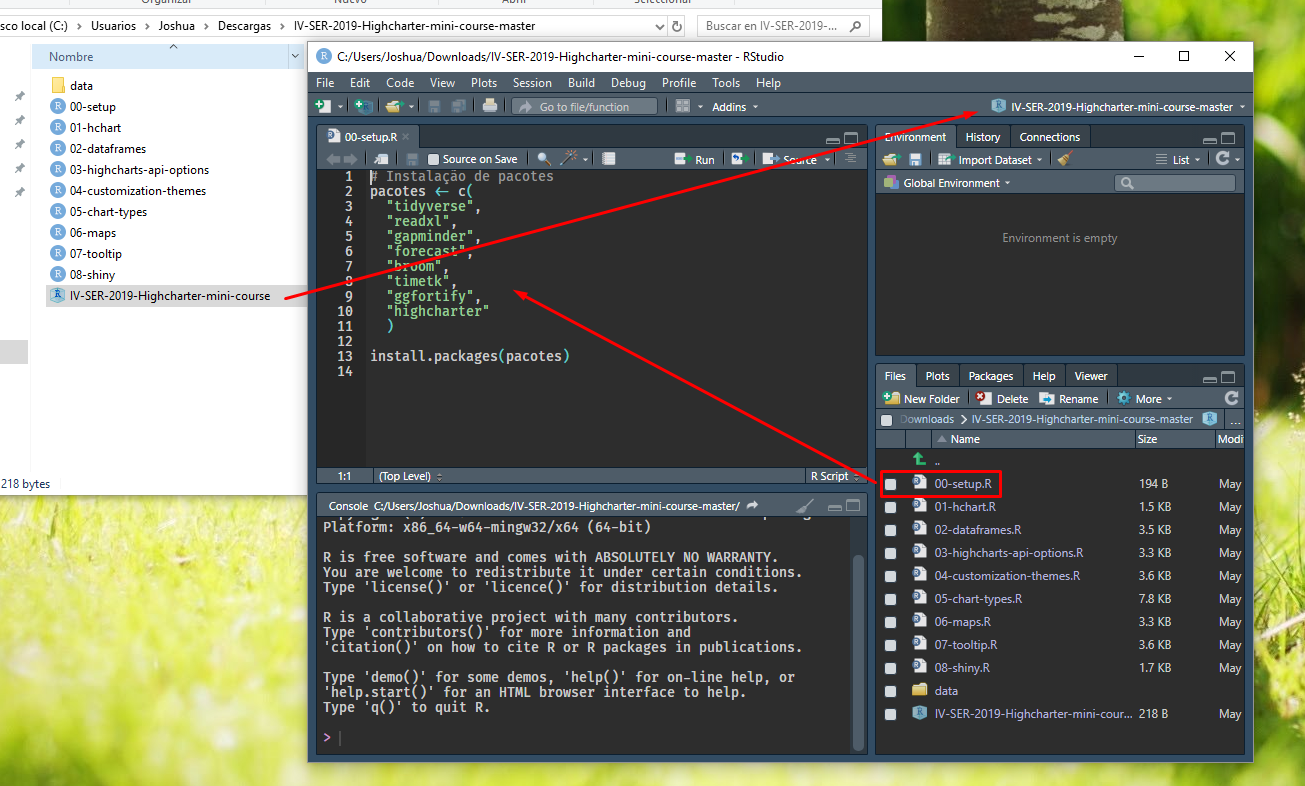 Organizar Nuevo Abrir Seleccionar
sco local (C:) > Usuarios > Joshua > Descargas > IV-SER-2019-Highcharter-mini-course-master
Buscar en IV-SER-2019-...
Nombre
data
00-setup
01-hchart
02-dataframes
03-highcharts-api-options
04-customization-themes
05-chart-types
06-maps
07-tooltip
08-shiny
IV-SER-2019-Highcharter-mini-course
218 bytes
C:/Users/Joshua/Downloads/IV-SER-2019-Highcharter-mini-course-master - RStudio
File Edit Code View Plots Session Build Debug Profile Tools Help
Go to file/function Addins IV-SER-2019-Highcharter-mini-course-master
00-setup.R
Source on Save Run Source
1 # Instalação de pacotes
2 pacotes <- c(
3 "tidyverse",
4 "readxl",
5 "gapminder",
6 "forecast",
7 "broom",
8 "timetk",
9 "ggfortify",
10 "highcharter"
11 )
12
13 install.packages(pacotes)
14
1:1 (Top Level) R Script
Console C:/Users/Joshua/Downloads/IV-SER-2019-Highcharter-mini-course-master/
Platform: x86_64-w64-mingw32/x64 (64-bit)
R is free software and comes with ABSOLUTELY NO WARRANTY.
You are welcome to redistribute it under certain conditions.
Type 'license()' or 'licence()' for distribution details.
R is a collaborative project with many contributors.
Type 'contributors()' for more information and
'citation()' on how to cite R or R packages in publications.
Type 'demo()' for some demos, 'help()' for on-line help, or
'help.start()' for an HTML browser interface to help.
Type 'q()' to quit R.
>
Environment History Connections
Import Dataset List
Global Environment
Environment is empty
Files Plots Packages Help Viewer
New Folder Delete Rename More
Downloads > IV-SER-2019-Highcharter-mini-course-master ...
Name Size Modi
..
00-setup.R 194 B May
01-hchart.R 1.5 KB May
02-dataframes.R 3.5 KB May
03-highcharts-api-options.R 3.3 KB May
04-customization-themes.R 3.6 KB May
05-chart-types.R 7.8 KB May
06-maps.R 3.3 KB May
07-tooltip.R 3.6 KB May
08-shiny.R 1.7 KB May
data
IV-SER-2019-Highcharter-mini-cour... 218 B May